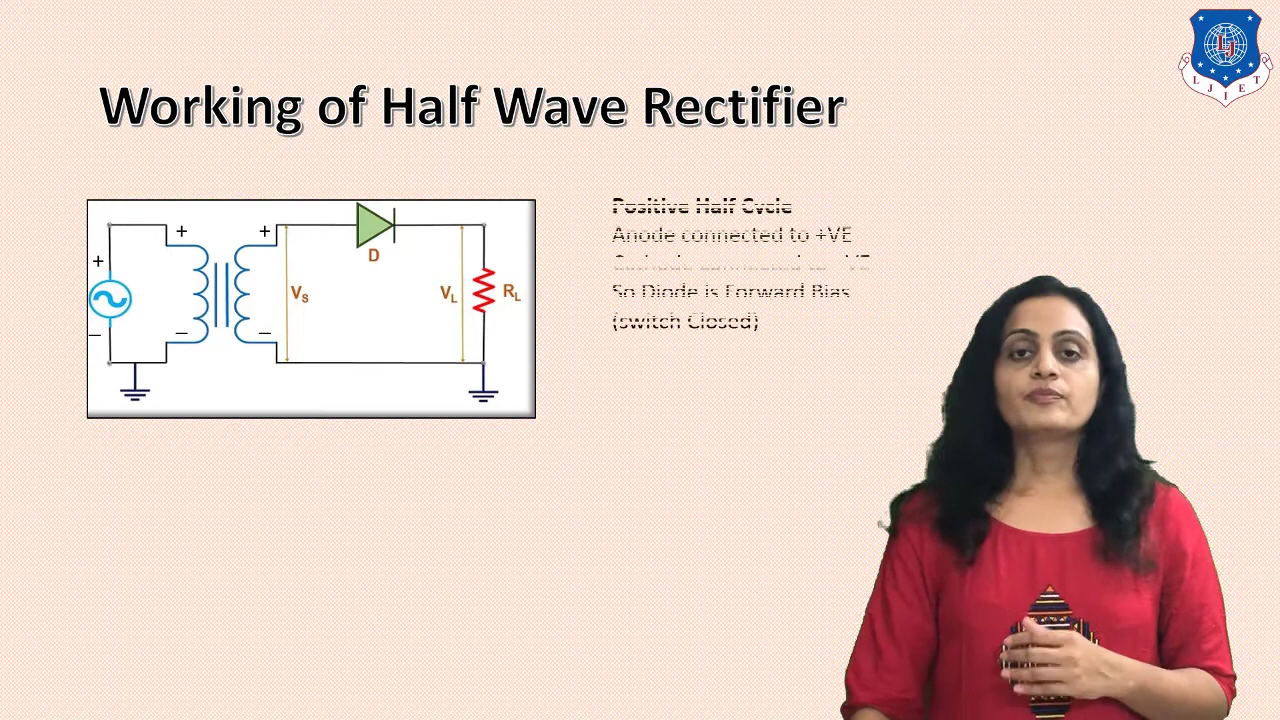 LJ
L J I E T
Working of Half Wave Rectifier
Positive Half Cycle
Anode connected to +VE
So Diode is Forward Bias
(switch Closed)
+ + +
D
VS
VL
RL
− − −